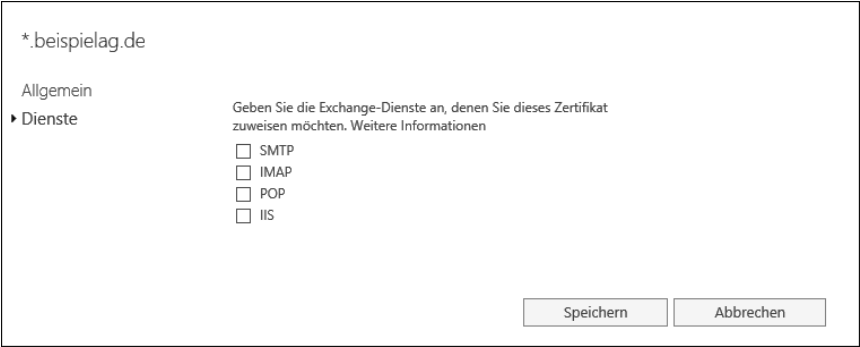 *.beispielag.de
Allgemein
Dienste
Geben Sie die Exchange-Dienste an, denen Sie dieses Zertifikat
zuweisen möchten. Weitere Informationen
SMTP
IMAP
POP
IIS
Speichern
Abbrechen